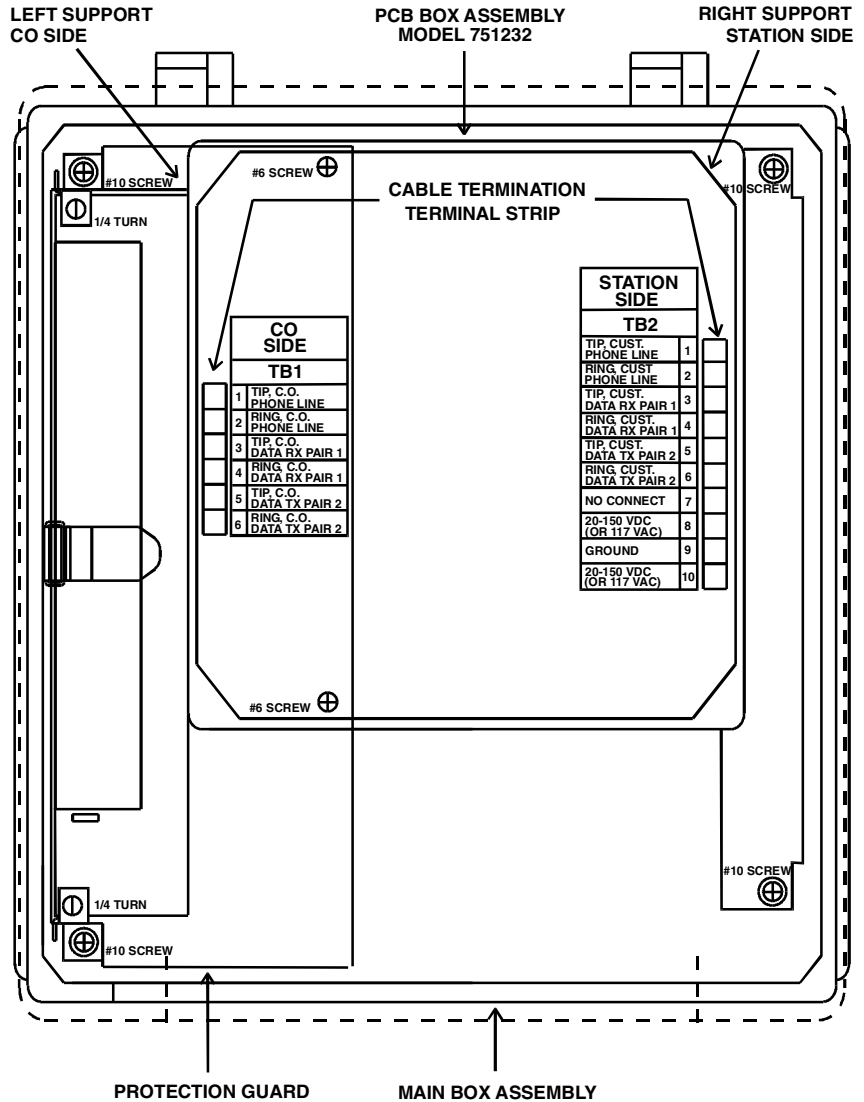 LEFT SUPPORT
CO SIDE
PCB BOX ASSEMBLY
MODEL 751232
RIGHT SUPPORT
STATION SIDE
#10 SCREW
#6 SCREW
#10 SCREW
1/4 TURN
CABLE TERMINATION
TERMINAL STRIP
CO
SIDE
TB1
1 TIP, C.O.
PHONE LINE
2 RING, C.O.
PHONE LINE
3 TIP, C.O.
DATA RX PAIR 1
4 RING, C.O.
DATA RX PAIR 1
5 TIP, C.O.
DATA TX PAIR 2
6 RING, C.O.
DATA TX PAIR 2
STATION
SIDE
TB2
TIP, CUST.
PHONE LINE 1
RING, CUST
PHONE LINE 2
TIP, CUST.
DATA RX PAIR 1 3
RING, CUST.
DATA RX PAIR 1 4
TIP, CUST.
DATA TX PAIR 2 5
RING, CUST.
DATA TX PAIR 2 6
NO CONNECT 7
20-150 VDC
(OR 117 VAC) 8
GROUND 9
20-150 VDC
(OR 117 VAC) 10
#6 SCREW
#10 SCREW
1/4 TURN
#10 SCREW
PROTECTION GUARD
MAIN BOX ASSEMBLY